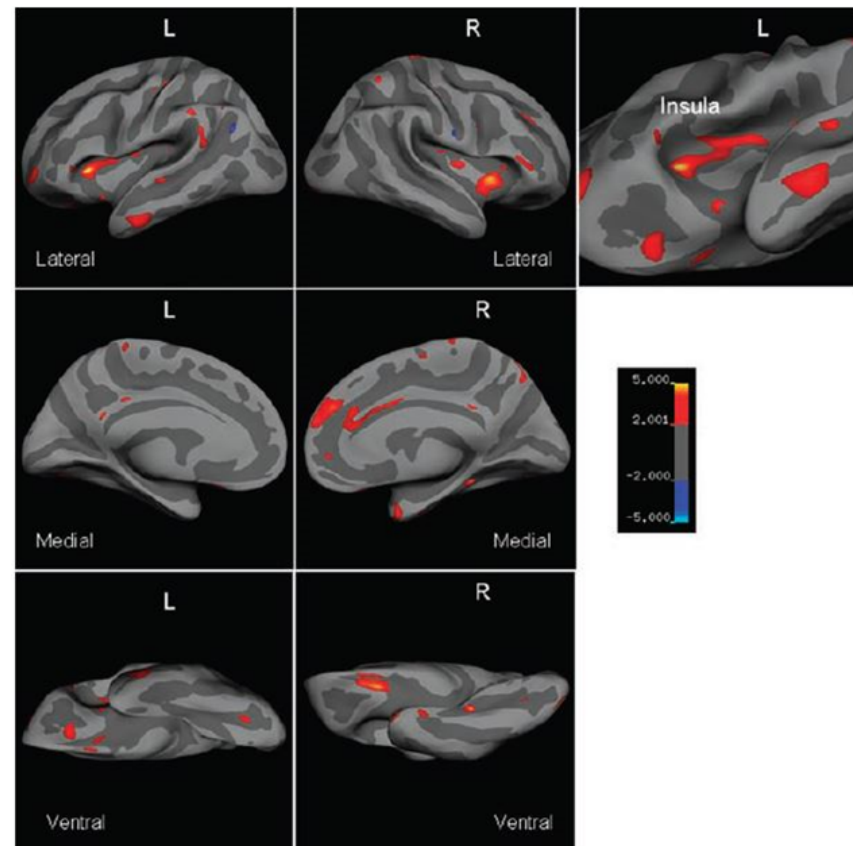 L
R
L
Insula
Lateral
Lateral
L
R
5.000
2.001
-2.000
-5.000
Medial
Medial
L
R
Ventral
Ventral